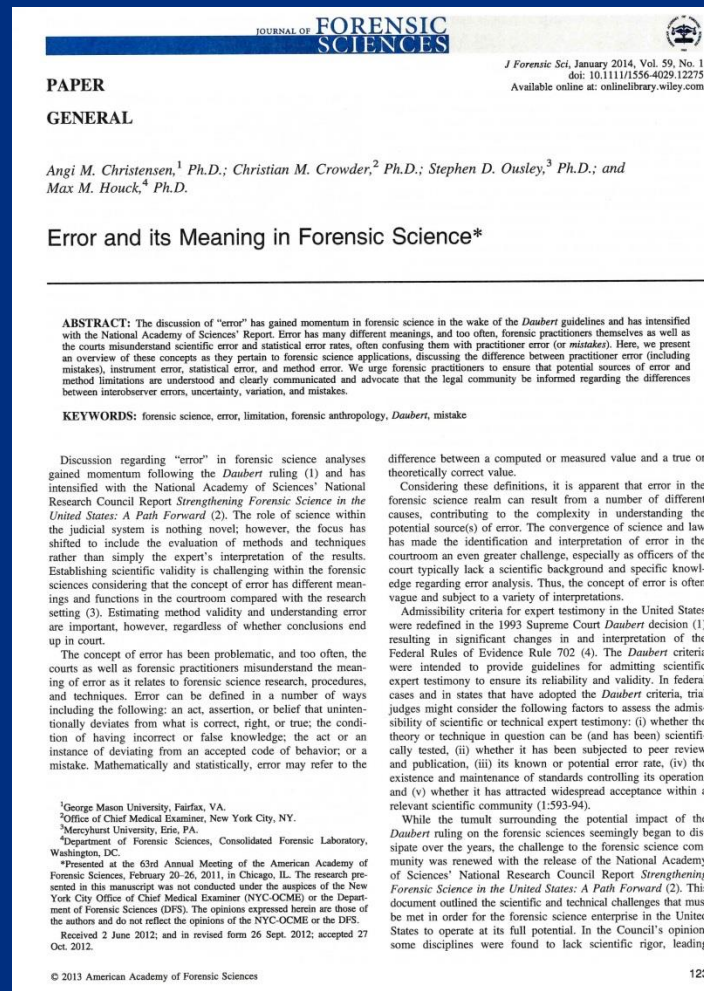 JOURNAL OF FORENSIC
SCIENCES
J Forensic Sci, January 2014, Vol. 59, No. 1
doi: 10.1111/1556-4029.12275
Available online at: onlinelibrary.wiley.com
PAPER
GENERAL
Angi M. Christensen,1 Ph.D.; Christian M. Crowder,2 Ph.D.; Stephen D. Ousley,3 Ph.D.; and
Max M. Houck,4 Ph.D.
Error and its Meaning in Forensic Science*
ABSTRACT: The discussion of "error" has gained momentum in forensic science in the wake of the Daubert guidelines and has intensified
with the National Academy of Sciences' Report. Error has many different meanings, and too often, forensic practitioners themselves as well as
the courts misunderstand scientific error and statistical error rates, often confusing them with practitioner error (or mistakes). Here, we present
an overview of these concepts as they pertain to forensic science applications, discussing the difference between practitioner error (including
mistakes), instrument error, statistical error, and method error. We urge forensic practitioners to ensure that potential sources of error and
method limitations are understood and clearly communicated and advocate that the legal community be informed regarding the differences
between interobserver errors, uncertainty, variation, and mistakes.
KEYWORDS: forensic science, error, limitation, forensic anthropology, Daubert, mistake
Discussion regarding "error" in forensic science analyses
gained momentum following the Daubert ruling (1) and has
intensified with the National Academy of Sciences' National
Research Council Report Strengthening Forensic Science in the
United States: A Path Forward (2). The role of science within
the judicial system is nothing novel; however, the focus has
shifted to include the evaluation of methods and techniques
rather than simply the expert's interpretation of the results.
Establishing scientific validity is challenging within the forensic
sciences considering that the concept of error has different mean-
ings and functions in the courtroom compared with the research
setting (3). Estimating method validity and understanding error
are important, however, regardless of whether conclusions end
up in court.
The concept of error has been problematic, and too often, the
courts as well as forensic practitioners misunderstand the mean-
ing of error as it relates to forensic science research, procedures,
and techniques. Error can be defined in a number of ways
including the following: an act, assertion, or belief that uninten-
tionally deviates from what is correct, right, or true; the condi-
tion of having incorrect or false knowledge; the act or an
instance of deviating from an accepted code of behavior; or a
mistake. Mathematically and statistically, error may refer to the
1George Mason University, Fairfax, VA.
2Office of Chief Medical Examiner, New York City, NY.
3Mercyhurst University, Erie, PA.
4Department of Forensic Sciences, Consolidated Forensic Laboratory,
Washington, DC.
*Presented at the 63rd Annual Meeting of the American Academy of
Forensic Sciences, February 20–26, 2011, in Chicago, IL. The research pre-
sented in this manuscript was not conducted under the auspices of the New
York City Office of Chief Medical Examiner (NYC-OCME) or the Depart-
ment of Forensic Sciences (DFS). The opinions expressed herein are those of
the authors and do not reflect the opinions of the NYC-OCME or the DFS.
Received 2 June 2012; and in revised form 26 Sept. 2012; accepted 27
Oct. 2012.
difference between a computed or measured value and a true or
theoretically correct value.
Considering these definitions, it is apparent that error in the
forensic science realm can result from a number of different
causes, contributing to the complexity in understanding the
potential source(s) of error. The convergence of science and law
has made the identification and interpretation of error in the
courtroom an even greater challenge, especially as officers of the
court typically lack a scientific background and specific knowl-
edge regarding error analysis. Thus, the concept of error is often
vague and subject to a variety of interpretations.
Admissibility criteria for expert testimony in the United States
were redefined in the 1993 Supreme Court Daubert decision (1)
resulting in significant changes in and interpretation of the
Federal Rules of Evidence Rule 702 (4). The Daubert criteria
were intended to provide guidelines for admitting scientific
expert testimony to ensure its reliability and validity. In federal
cases and in states that have adopted the Daubert criteria, trial
judges might consider the following factors to assess the admis-
sibility of scientific or technical expert testimony: (i) whether the
theory or technique in question can be (and has been) scientifi-
cally tested, (ii) whether it has been subjected to peer review
and publication, (iii) its known or potential error rate, (iv) the
existence and maintenance of standards controlling its operation
and (v) whether it has attracted widespread acceptance within a
relevant scientific community (1:593-94).
While the tumult surrounding the potential impact of the
Daubert ruling on the forensic sciences seemingly began to dis-
sipate over the years, the challenge to the forensic science com-
munity was renewed with the release of the National Academy
of Sciences' National Research Council Report Strengthening
Forensic Science in the United States: A Path Forward (2). This
document outlined the scientific and technical challenges that must
be met in order for the forensic science enterprise in the United
States to operate at its full potential. In the Council's opinion
some disciplines were found to lack scientific rigor, leading
© 2013 American Academy of Forensic Sciences
123